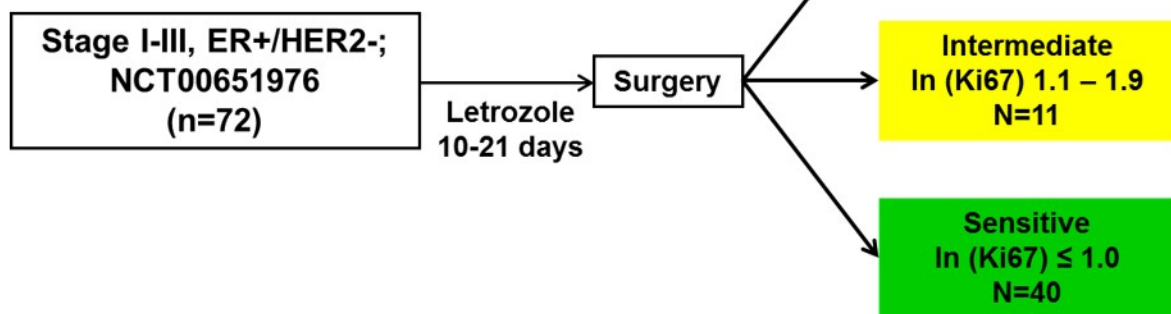 Stage I-III, ER+/HER2-;
NCT00651976
(n=72)
Letrozole
10-21 days
Surgery
Intermediate
ln (Ki67) 1.1 – 1.9
N=11
Sensitive
ln (Ki67) ≤ 1.0
N=40